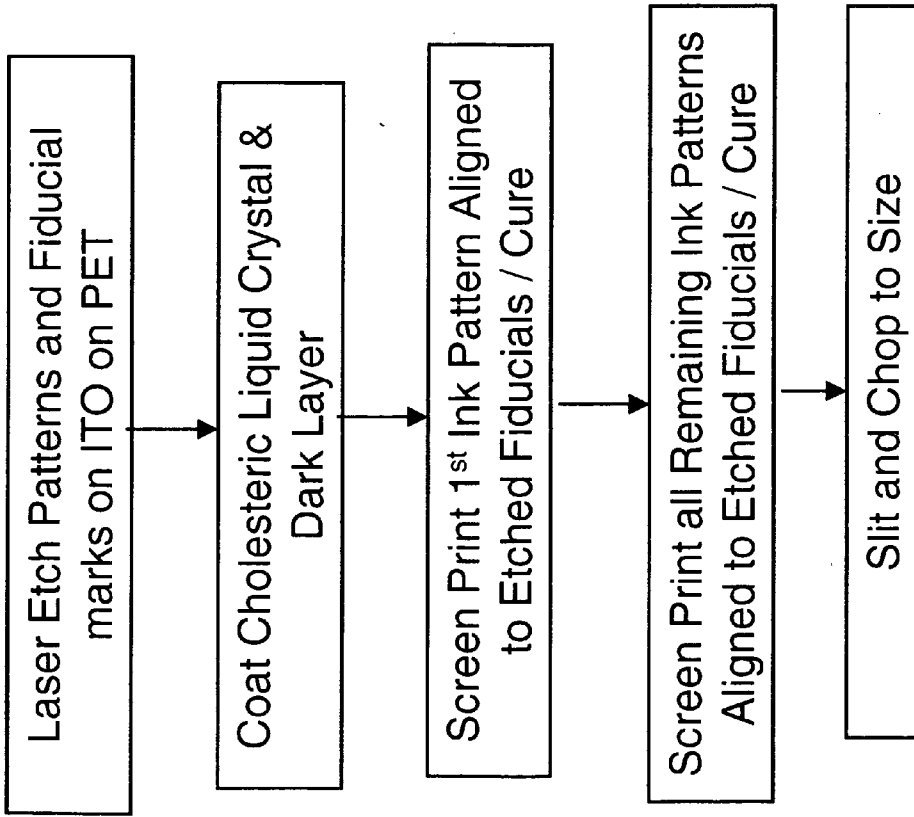 Laser Etch Patterns and Fiducial
marks on ITO on PET
Coat Cholesteric Liquid Crystal &
Dark Layer
Screen Print 1st Ink Pattern Aligned
to Etched Fiducials / Cure
Screen Print all Remaining Ink Patterns
Aligned to Etched Fiducials / Cure
Slit and Chop to Size